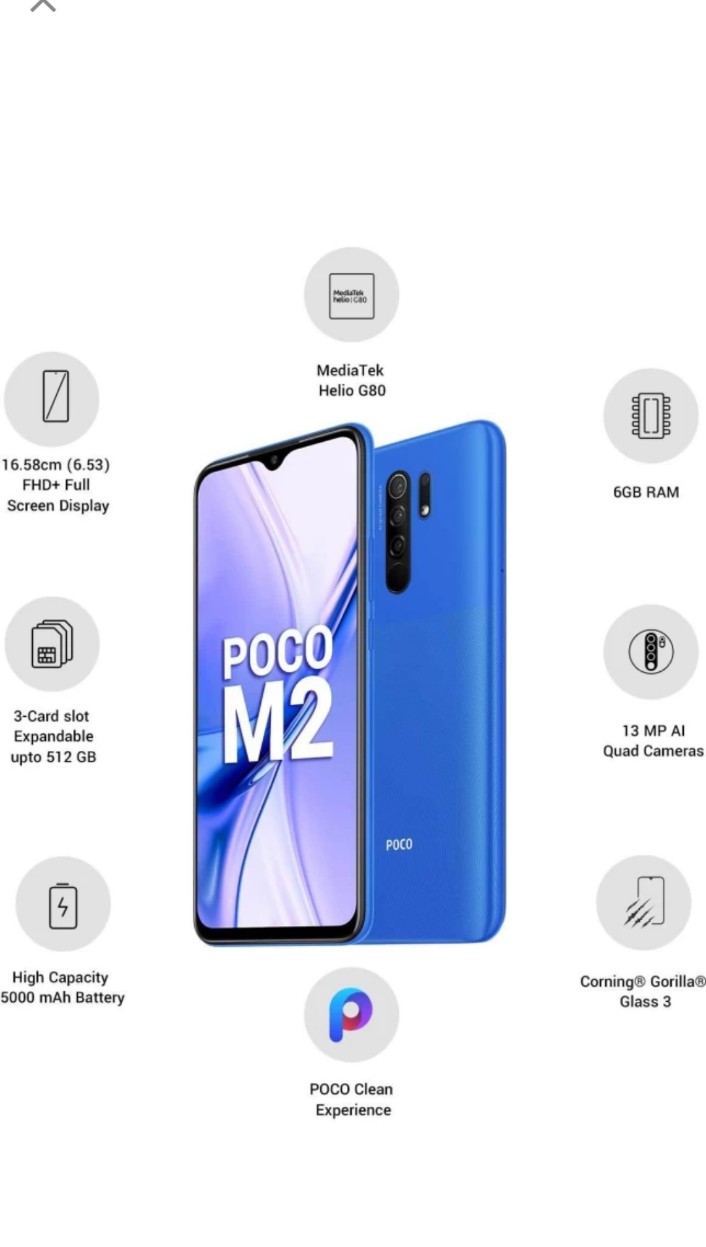 MediaTek
helio | G80
MediaTek
Helio G80
16.58cm (6.53)
FHD+ Full
Screen Display
6GB RAM
POCO
M2
3-Card slot
Expandable
upto 512 GB
13 MP AI
Quad Cameras
POCO
High Capacity
5000 mAh Battery
Corning® Gorilla®
Glass 3
POCO Clean
Experience